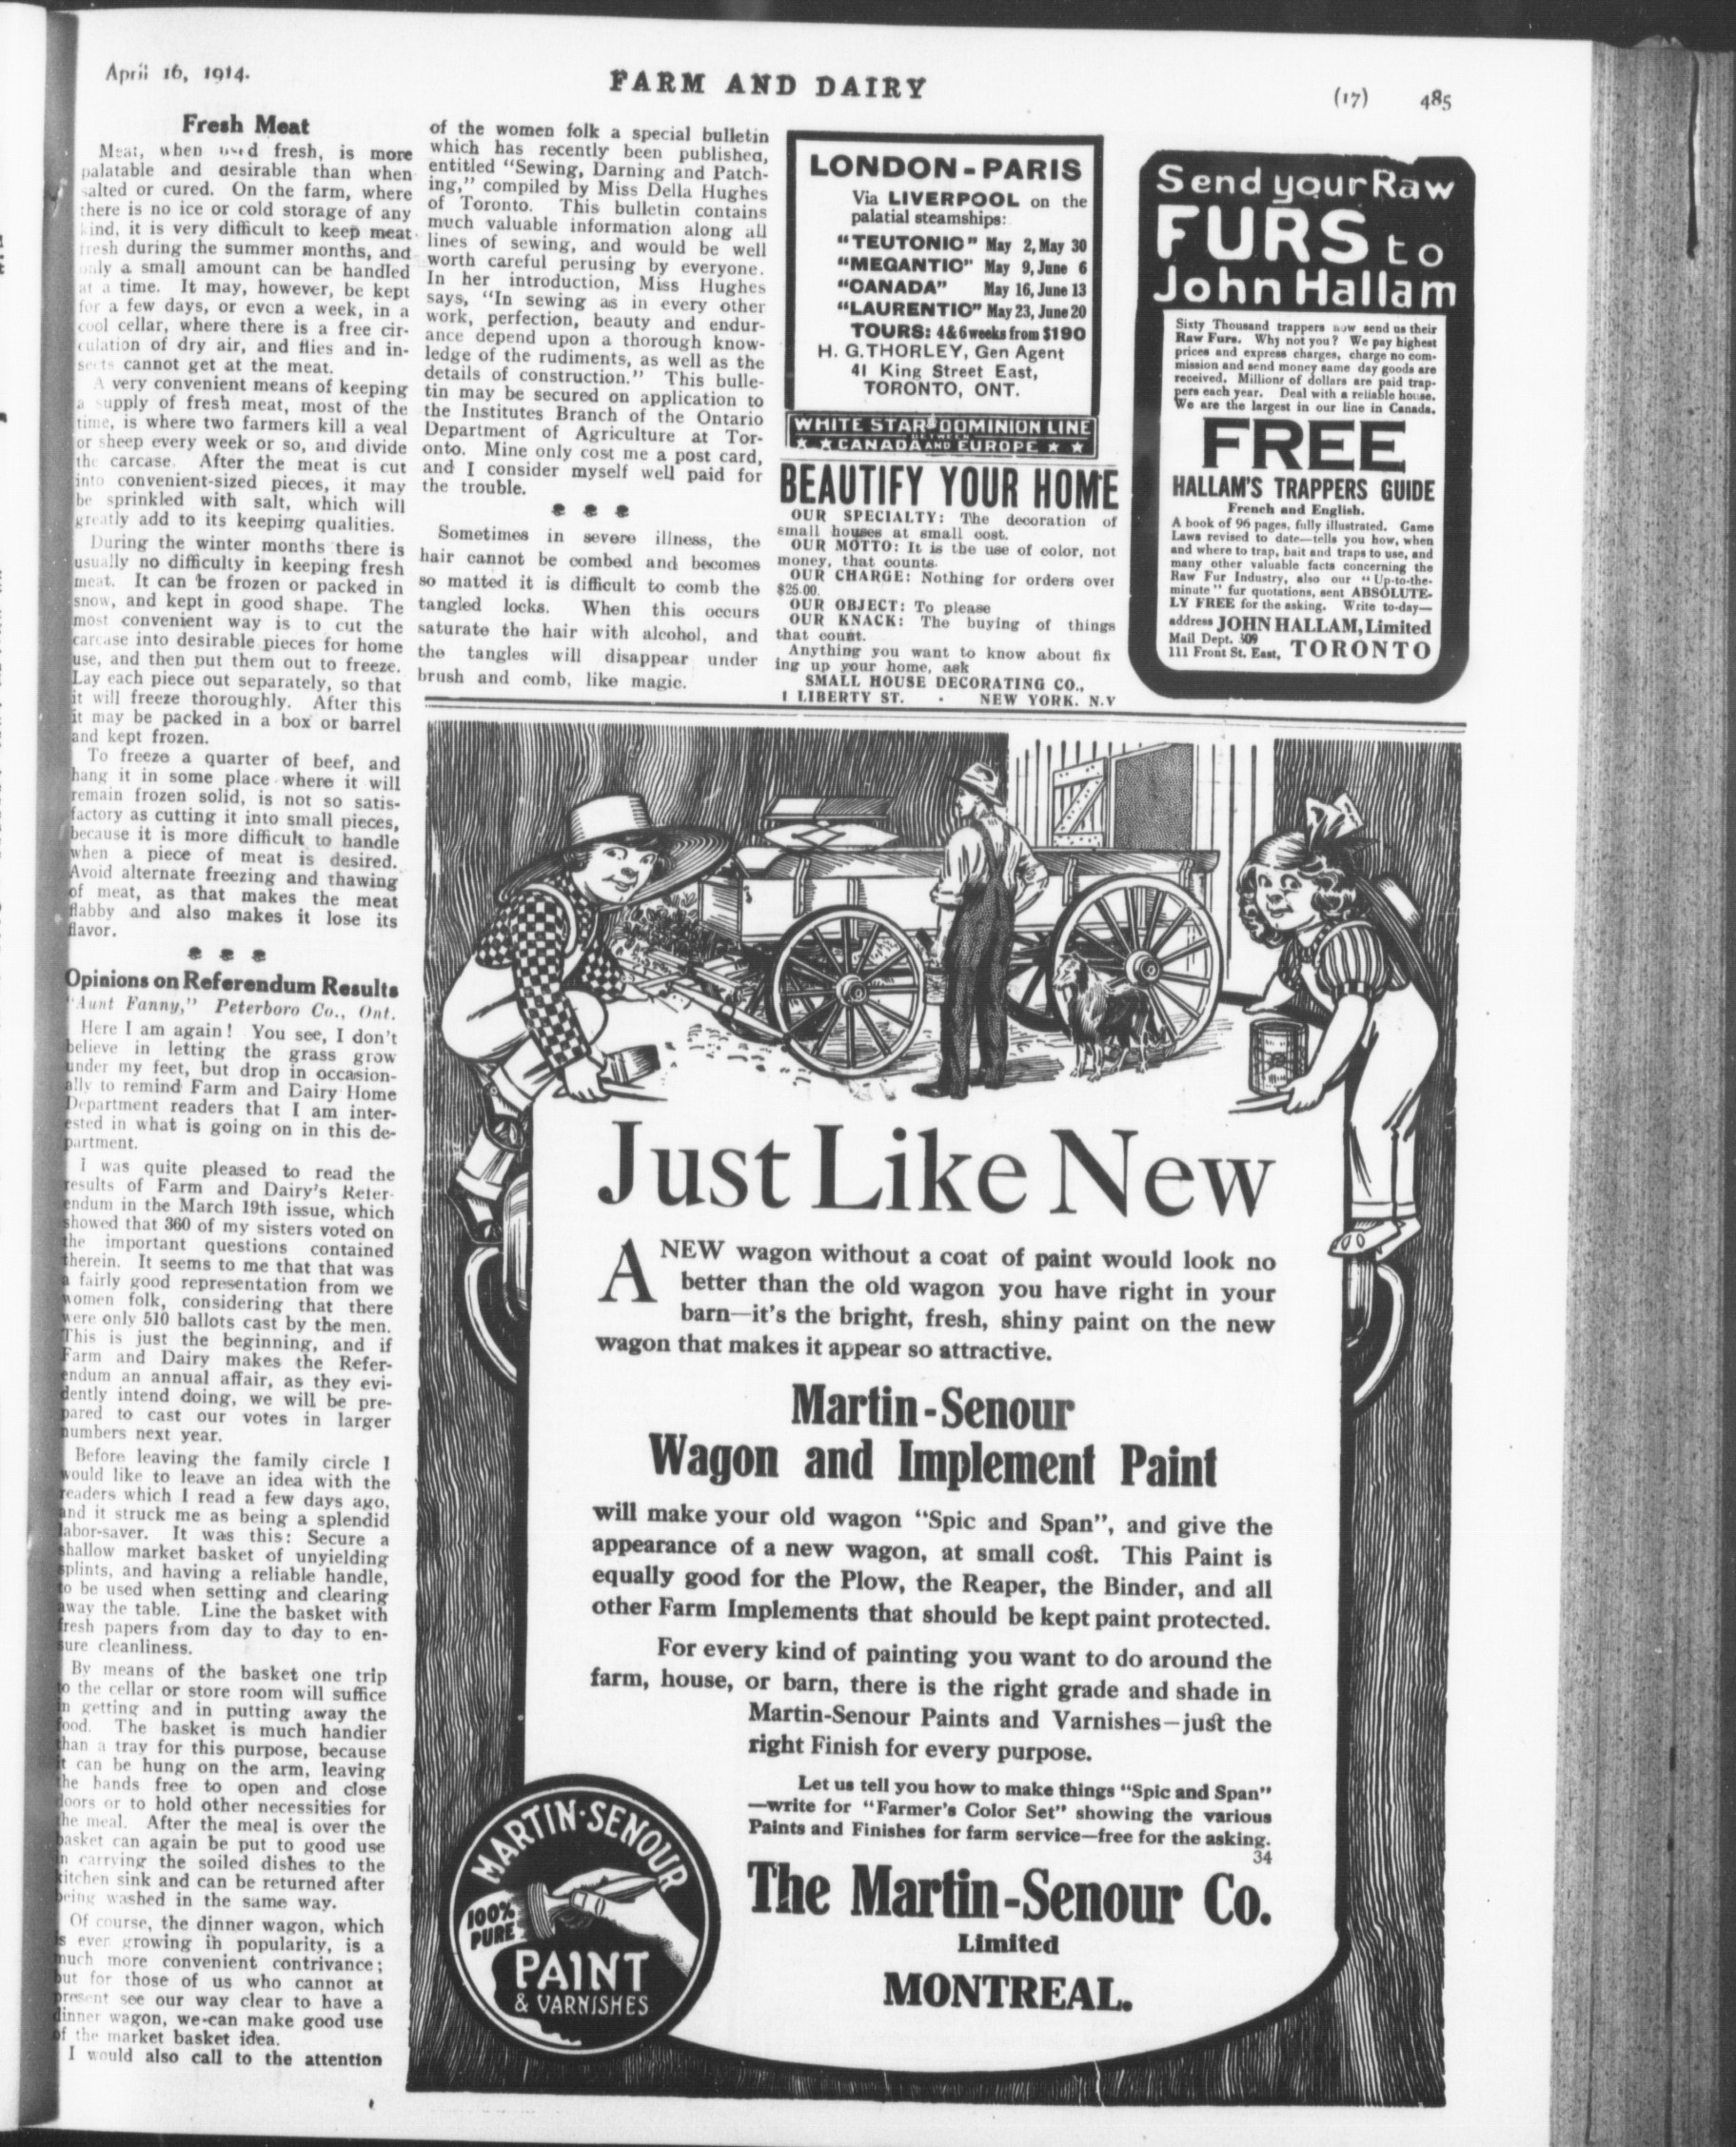 April 16, 1914.
FARM AND DAIRY
(17) 485
Fresh Meat
Meat, when used fresh, is more
palatable and desirable than when
salted or cured. On the farm, where
there is no ice or cold storage of any
kind, it is very difficult to keep meat
fresh during the summer months, and
only a small amount can be handled
at a time. It may, however, be kept
for a few days, or even a week, in a
cool cellar, where there is a free cir-
culation of dry air, and flies and in-
sects cannot get at the meat.
A very convenient means of keeping
a supply of fresh meat, most of the
time, is where two farmers kill a veal
or sheep every week or so, and divide
the carcase. After the meat is cut
into convenient-sized pieces, it may
be sprinkled with salt, which will
greatly add to its keeping qualities.
During the winter months there is
usually no difficulty in keeping fresh
meat. It can be frozen or packed in
snow, and kept in good shape. The
most convenient way is to cut the
carcase into desirable pieces for home
use, and then put them out to freeze.
Lay each piece out separately, so that
it will freeze thoroughly. After this
it may be packed in a box or barrel
and kept frozen.
To freeze a quarter of beef, and
hang it in some place where it will
remain frozen solid, is not so satis-
factory as cutting it into small pieces,
because it is more difficult to handle
when a piece of meat is desired.
Avoid alternate freezing and thawing
of meat, as that makes the meat
flabby and also makes it lose its
flavor.
Opinions on Referendum Results
"Aunt Fanny," Peterboro Co., Ont.
Here I am again! You see, I don't
believe in letting the grass grow
under my feet, but drop in occasion-
ally to remind Farm and Dairy Home
Department readers that I am inter-
ested in what is going on in this de-
partment.
I was quite pleased to read the
results of Farm and Dairy's Refer-
endum in the March 19th issue, which
showed that 360 of my sisters voted on
the important questions contained
therein. It seems to me that that was
a fairly good representation from we
women folk, considering that there
were only 510 ballots cast by the men.
This is just the beginning, and if
Farm and Dairy makes the Refer-
endum an annual affair, as they evi-
dently intend doing, we will be pre-
pared to cast our votes in larger
numbers next year.
Before leaving the family circle I
would like to leave an idea with the
readers which I read a few days ago,
and it struck me as being a splendid
labor-saver. It was this: Secure a
shallow market basket of unyielding
splints, and having a reliable handle,
to be used when setting and clearing
away the table. Line the basket with
fresh papers from day to day to en-
sure cleanliness.
By means of the basket one trip
to the cellar or store room will suffice
in getting and in putting away the
food. The basket is much handier
than a tray for this purpose, because
it can be hung on the arm, leaving
the hands free to open and close
doors or to hold other necessities for
the meal. After the meal is over the
basket can again be put to good use
in carrying the soiled dishes to the
kitchen sink and can be returned after
being washed in the same way.
Of course, the dinner wagon, which
is ever growing in popularity, is a
much more convenient contrivance;
but for those of us who cannot at
present see our way clear to have a
dinner wagon, we can make good use
of the market basket idea.
I would also call to the attention
of the women folk a special bulletin
which has recently been published,
entitled "Sewing, Darning and Patch-
ing," compiled by Miss Della Hughes
of Toronto. This bulletin contains
much valuable information along all
lines of sewing, and would be well
worth careful perusing by everyone.
In her introduction, Miss Hughes
says, "In sewing as in every other
work, perfection, beauty and endur-
ance depend upon a thorough know-
ledge of the rudiments, as well as the
details of construction." This bulle-
tin may be secured on application to
the Institutes Branch of the Ontario
Department of Agriculture at Tor-
onto. Mine only cost me a post card,
and I consider myself well paid for
the trouble.
Sometimes in severe illness, the
hair cannot be combed and becomes
so matted it is difficult to comb the
tangled locks. When this occurs
saturate the hair with alcohol, and
the tangles will disappear under
brush and comb, like magic.
LONDON-PARIS
Via LIVERPOOL on the
palatial steamships:
"TEUTONIC" May 2, May 30
"MEGANTIC" May 9, June 6
"CANADA" May 16, June 13
"LAURENTIC" May 23, June 20
TOURS: 4&6 weeks from $190
H. G. THORLEY, Gen Agent
41 King Street East,
TORONTO, ONT.
WHITE STAR DOMINION LINE
BETWEEN
★ ★ CANADA AND EUROPE ★ ★
BEAUTIFY YOUR HOME
OUR SPECIALTY: The decoration of
small houses at small cost.
OUR MOTTO: It is the use of color, not
money, that counts.
OUR CHARGE: Nothing for orders over
$25.00.
OUR OBJECT: To please
OUR KNACK: The buying of things
that count.
Anything you want to know about fix
ing up your home, ask
SMALL HOUSE DECORATING CO.,
1 LIBERTY ST. · NEW YORK. N.Y
Send your Raw
FURS to
John Hallam
Sixty Thousand trappers now send us their
Raw Furs. Why not you? We pay highest
prices and express charges, charge no com-
mission and send money same day goods are
received. Millions of dollars are paid trap-
pers each year. Deal with a reliable house.
We are the largest in our line in Canada.
FREE
HALLAM'S TRAPPERS GUIDE
French and English.
A book of 96 pages, fully illustrated. Game
Laws revised to date—tells you how, when
and where to trap, bait and traps to use, and
many other valuable facts concerning the
Raw Fur Industry, also our "Up-to-the-
minute" fur quotations, sent ABSOLUTE-
LY FREE for the asking. Write to-day—
address JOHN HALLAM, Limited
Mail Dept. 309
111 Front St. East, TORONTO
Just Like New
A NEW wagon without a coat of paint would look no
better than the old wagon you have right in your
barn—it's the bright, fresh, shiny paint on the new
wagon that makes it appear so attractive.
Martin-Senour
Wagon and Implement Paint
will make your old wagon "Spic and Span", and give the
appearance of a new wagon, at small cost. This Paint is
equally good for the Plow, the Reaper, the Binder, and all
other Farm Implements that should be kept paint protected.
For every kind of painting you want to do around the
farm, house, or barn, there is the right grade and shade in
Martin-Senour Paints and Varnishes—just the
right Finish for every purpose.
Let us tell you how to make things "Spic and Span"
—write for "Farmer's Color Set" showing the various
Paints and Finishes for farm service—free for the asking.
34
The Martin-Senour Co.
Limited
MONTREAL.
MARTIN-SENOUR
100%
PURE
PAINT
& VARNISHES